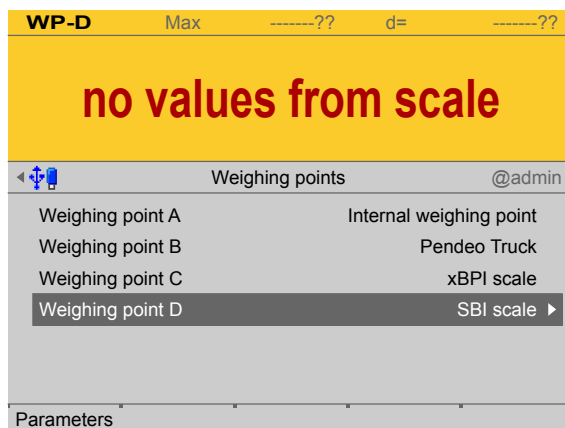 WP-D Max -------?? d= -------??
no values from scale
Weighing points @admin
Weighing point A Internal weighing point
Weighing point B Pendeo Truck
Weighing point C xBPI scale
Weighing point D SBI scale
Parameters